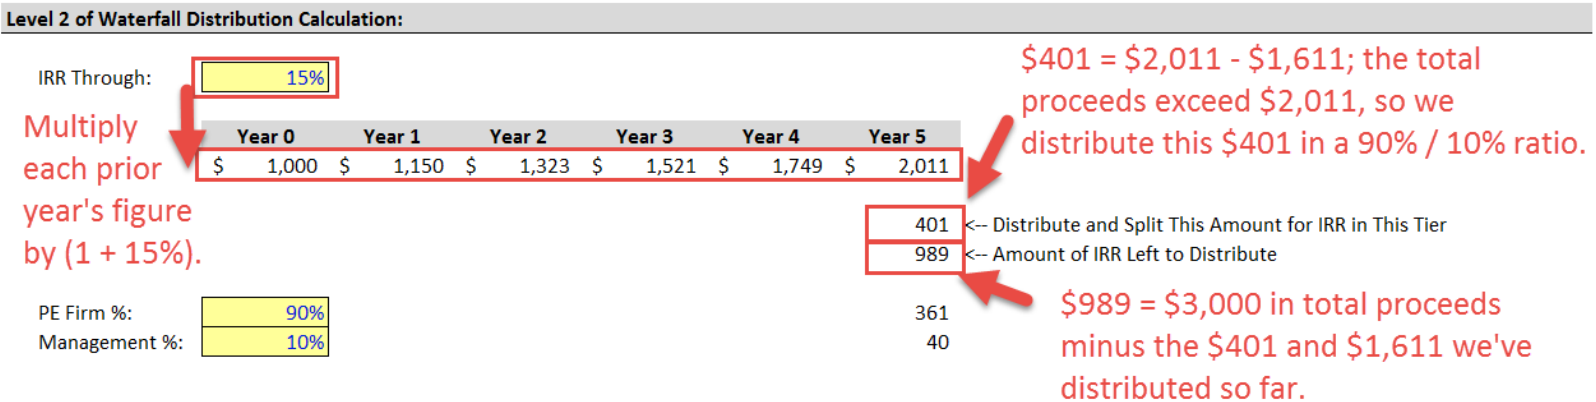 Level 2 of Waterfall Distribution Calculation:
IRR Through: 15%
Multiply
each prior
year's figure
by (1 + 15%).
$401 = $2,011 - $1,611; the total
proceeds exceed $2,011, so we
distribute this $401 in a 90% / 10% ratio.
Year 0 Year 1 Year 2 Year 3 Year 4 Year 5
$ 1,000 $ 1,150 $ 1,323 $ 1,521 $ 1,749 $ 2,011
401 <-- Distribute and Split This Amount for IRR in This Tier
989 <-- Amount of IRR Left to Distribute
PE Firm %: 90% 361
Management %: 10% 40
$989 = $3,000 in total proceeds
minus the $401 and $1,611 we've
distributed so far.